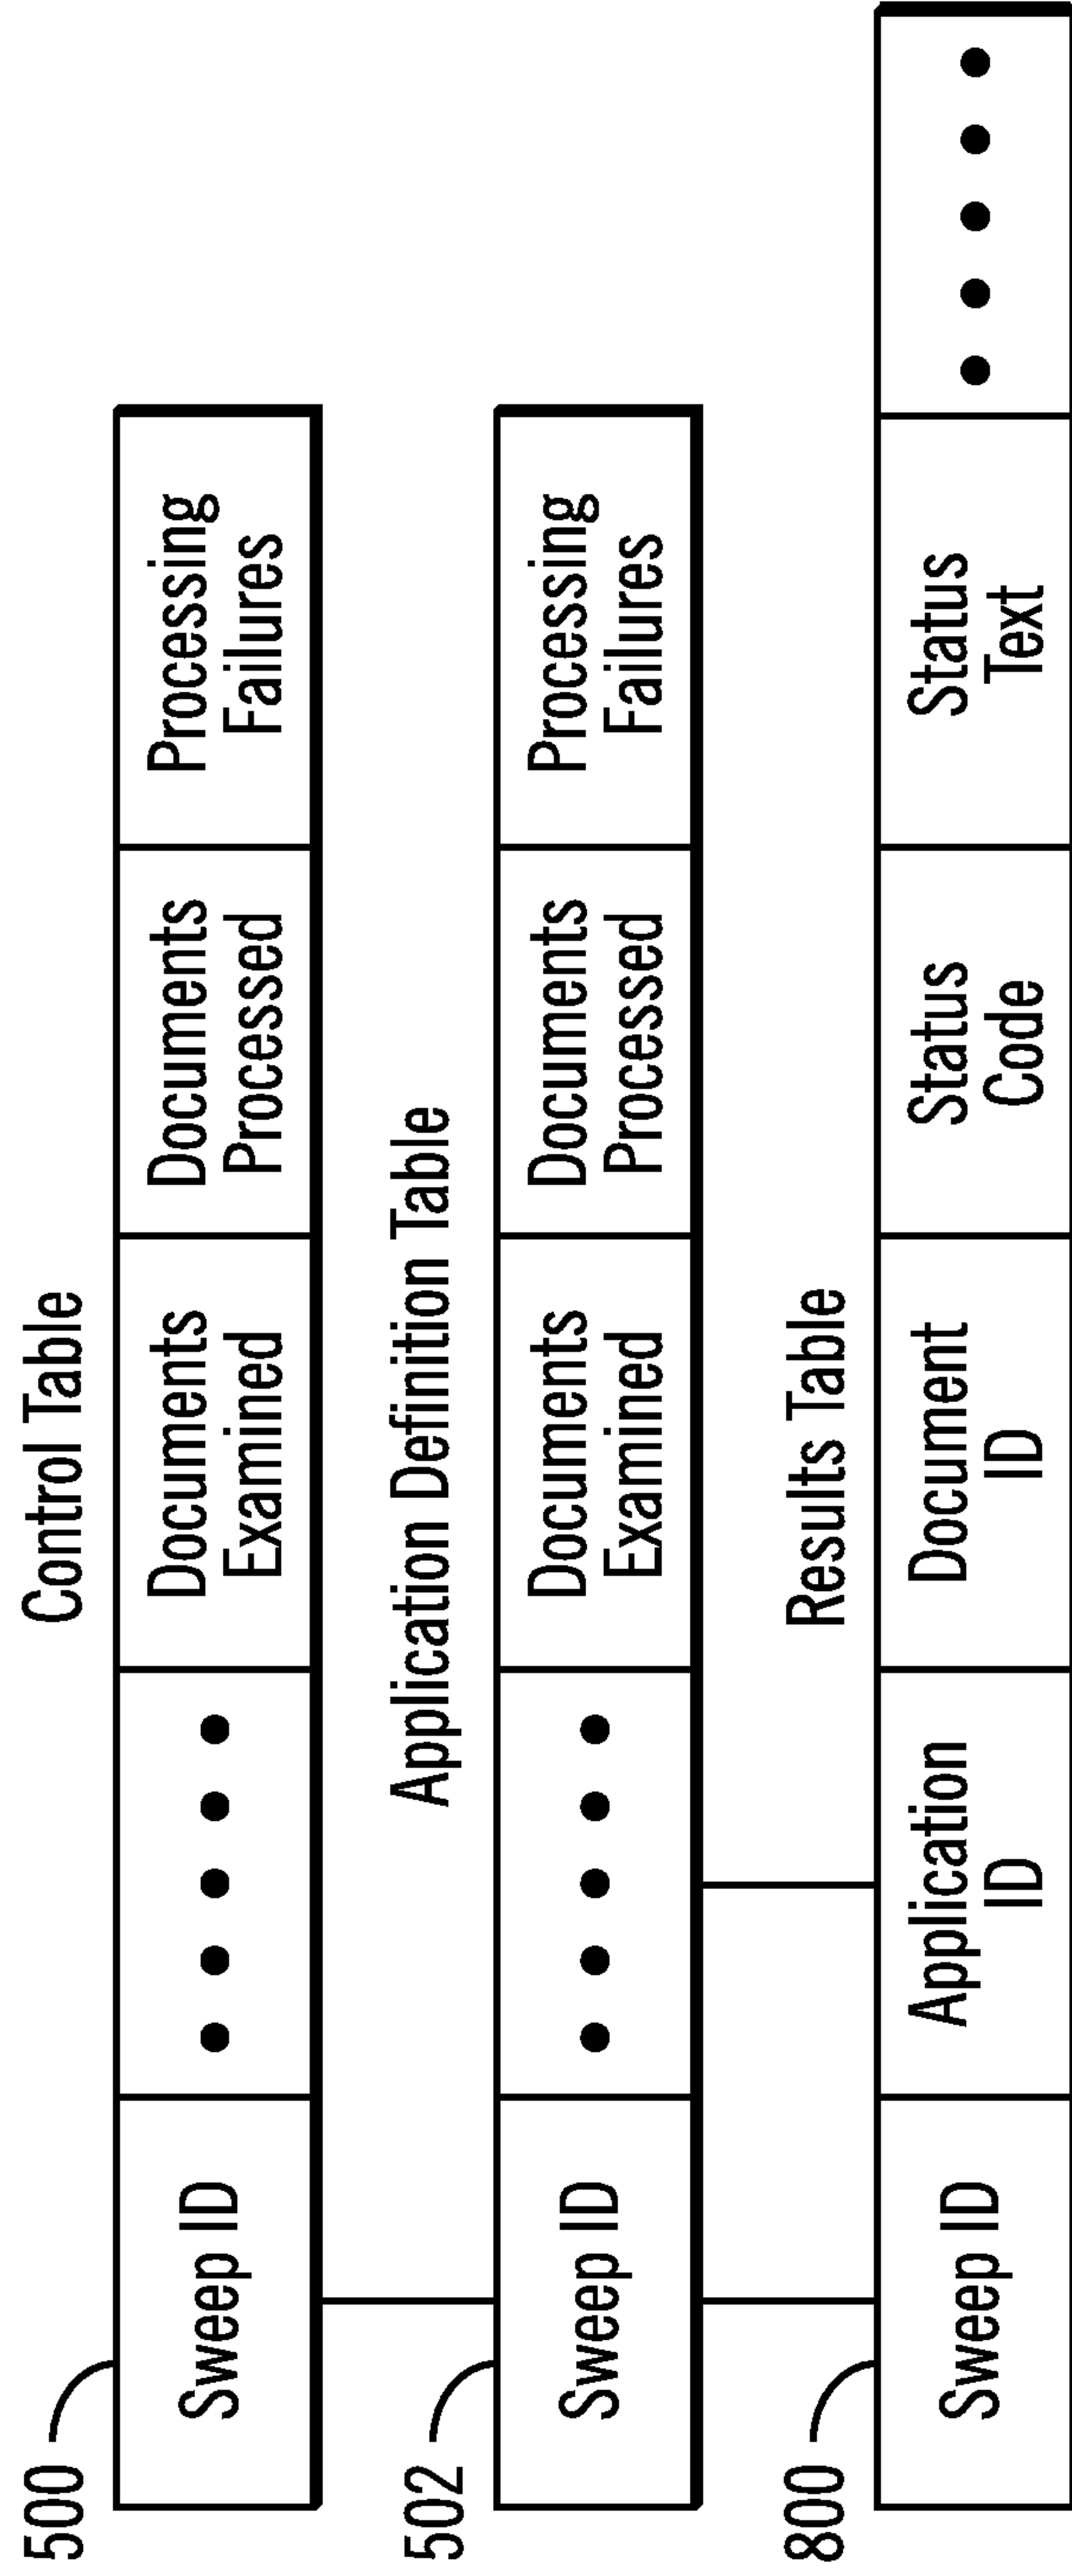 Control Table
500
Sweep ID
• • • • •
Documents
Examined
Documents
Processed
Processing
Failures
Application Definition Table
502
Sweep ID
• • • • •
Documents
Examined
Documents
Processed
Processing
Failures
Results Table
800
Sweep ID
Application
ID
Document
ID
Status
Code
Status
Text
• • • • •